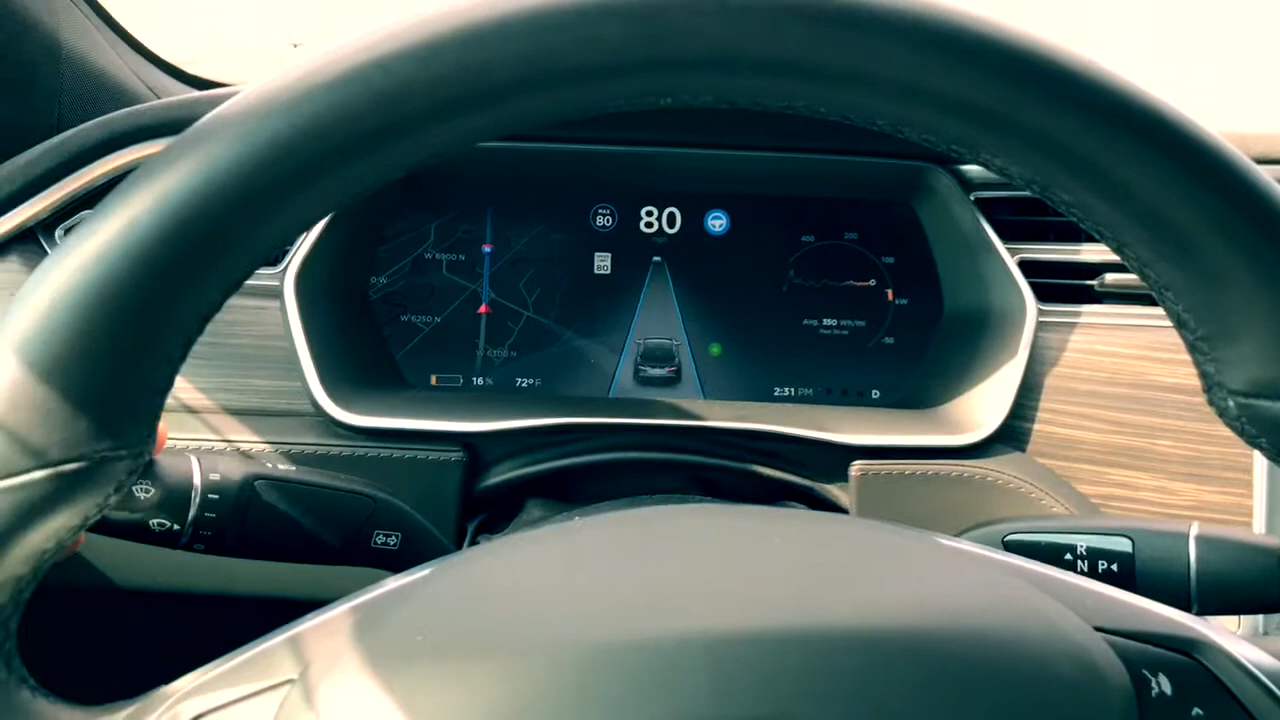 MAX
80
80
mph
SPEED
LIMIT
80
W 6900 N
W 6250 N
W 6100 N
16%
72°F
400
200
100
kW
-50
Avg. 350 Wh/mi
2:31 PM
P R N D
R
N P